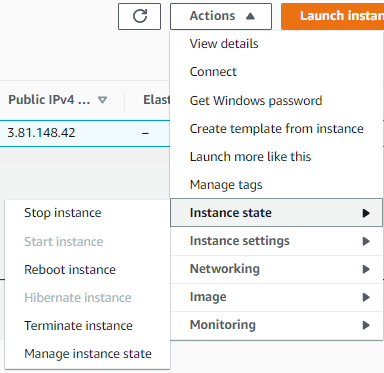 Actions ▲
Launch instan
View details
Connect
Get Windows password
Create template from instance
Launch more like this
Manage tags
Instance state
Instance settings
Networking
Image
Monitoring
Public IPv4 ...
Elast
3.81.148.42
–
Stop instance
Start instance
Reboot instance
Hibernate instance
Terminate instance
Manage instance state